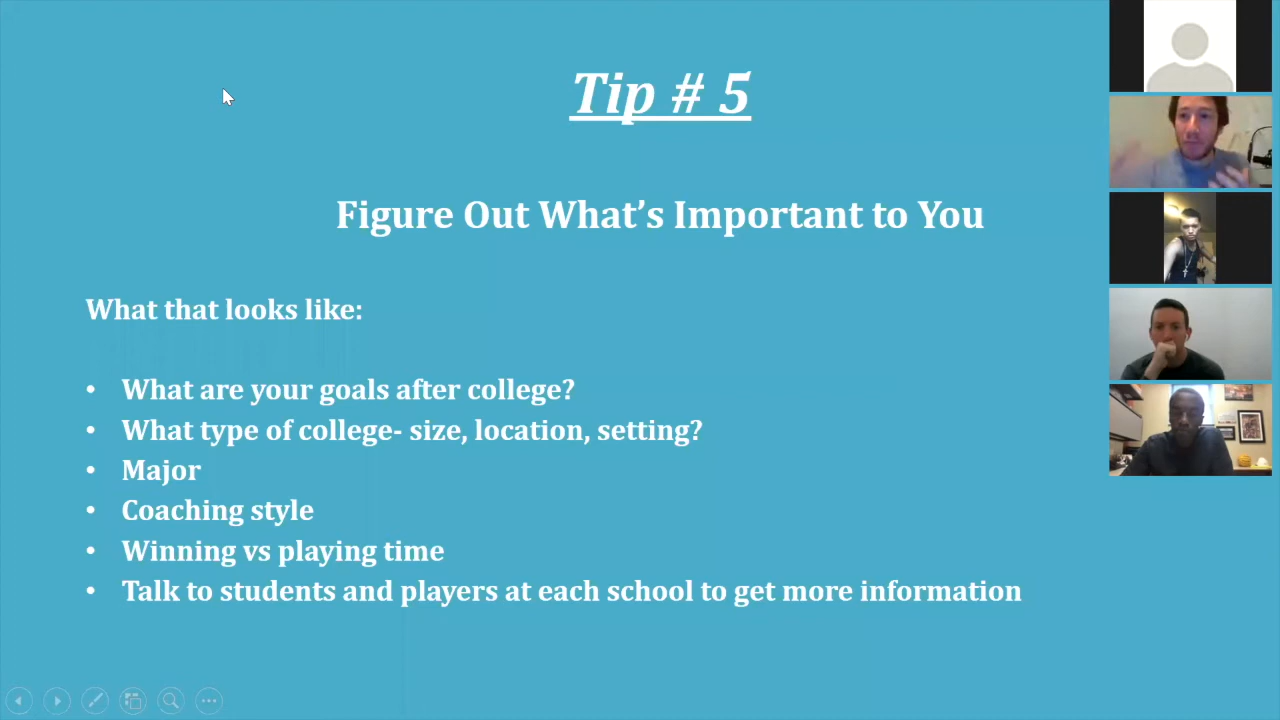 Tip # 5
Figure Out What’s Important to You
What that looks like:
• What are your goals after college?
• What type of college- size, location, setting?
• Major
• Coaching style
• Winning vs playing time
• Talk to students and players at each school to get more information